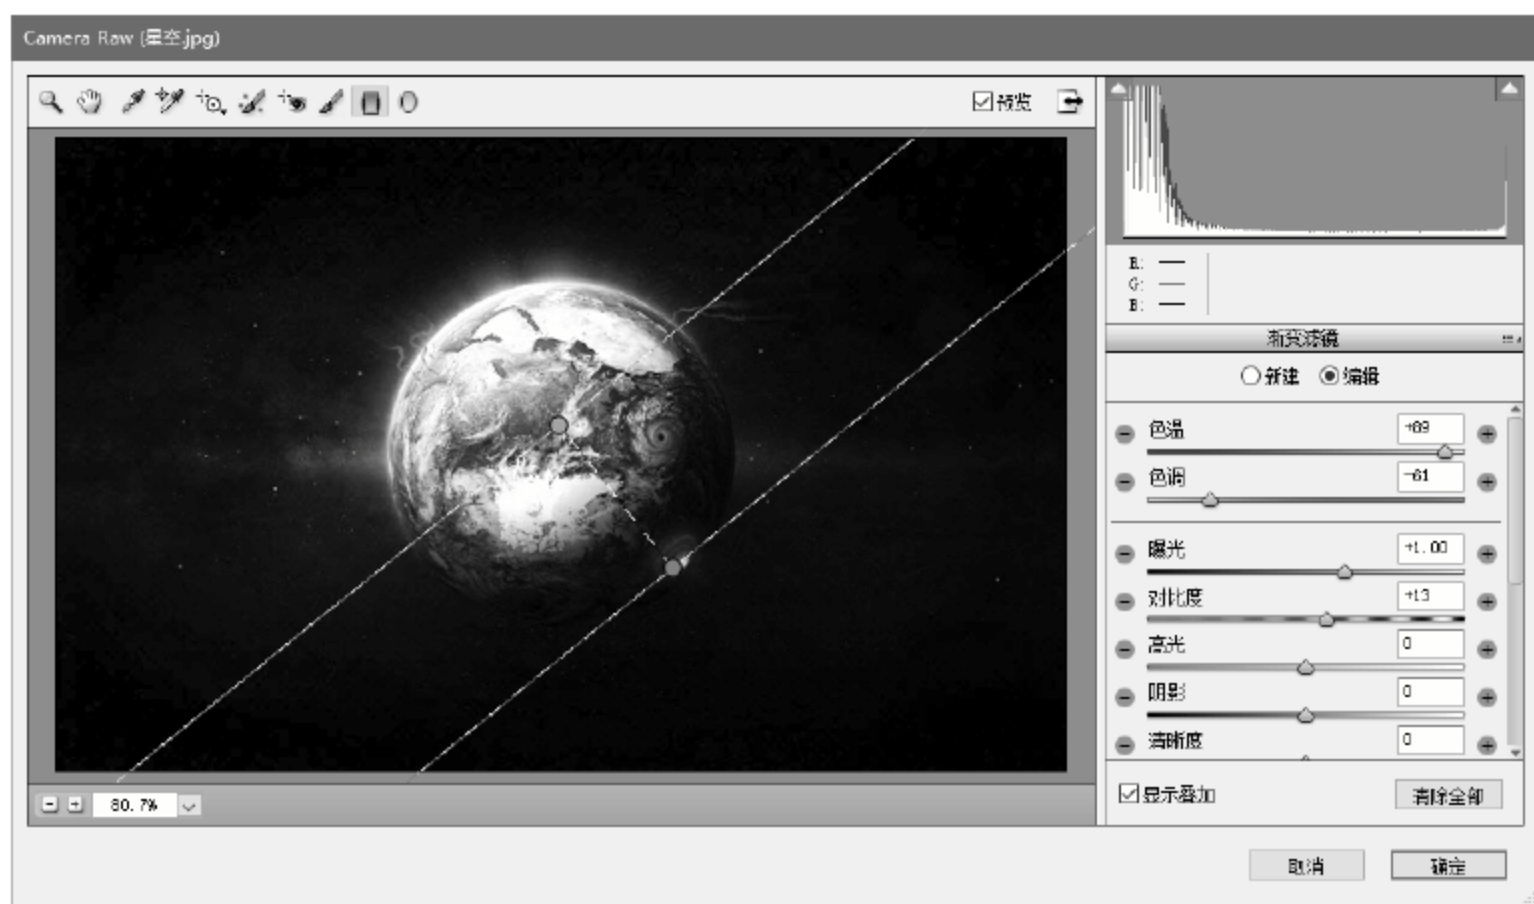 Camera Raw (星空.jpg)
预览
R:
G:
B:
渐变滤镜
新建 编辑
色温 +89
色调 -61
曝光 +1.00
对比度 +13
高光 0
阴影 0
清晰度 0
80.7%
显示叠加 清除全部
取消 确定